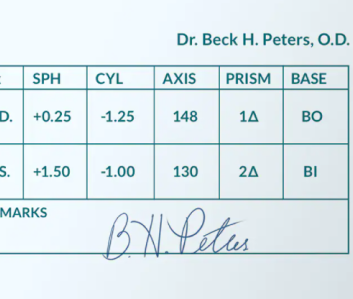 Dr. Beck H. Peters, O.D.
SPH CYL AXIS PRISM BASE
D. +0.25 -1.25 148 1Δ BO
S. +1.50 -1.00 130 2Δ BI
MARKS
B.H. Peters